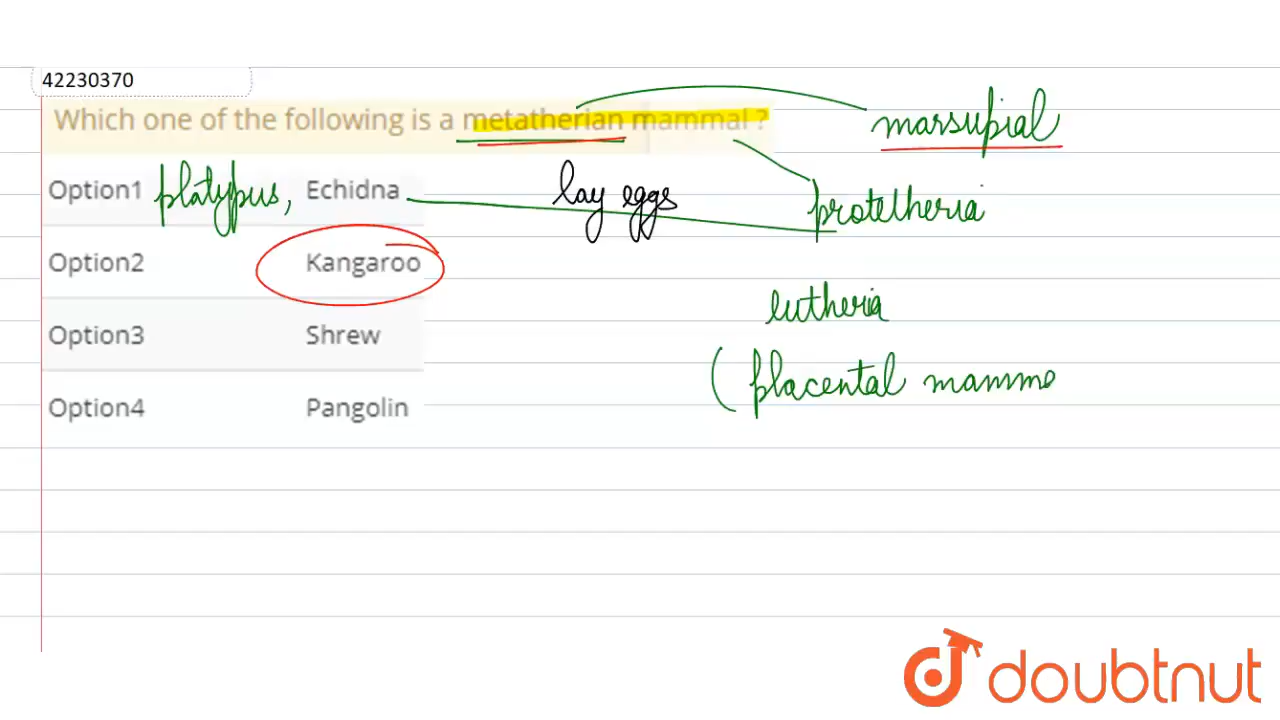 42230370
Which one of the following is a metatherian mammal ?
marsupial
Option1 platypus, Echidna
lay eggs
protetheria
Option2 Kangaroo
eutheria
Option3 Shrew
(placental mamma
Option4 Pangolin
doubtnut